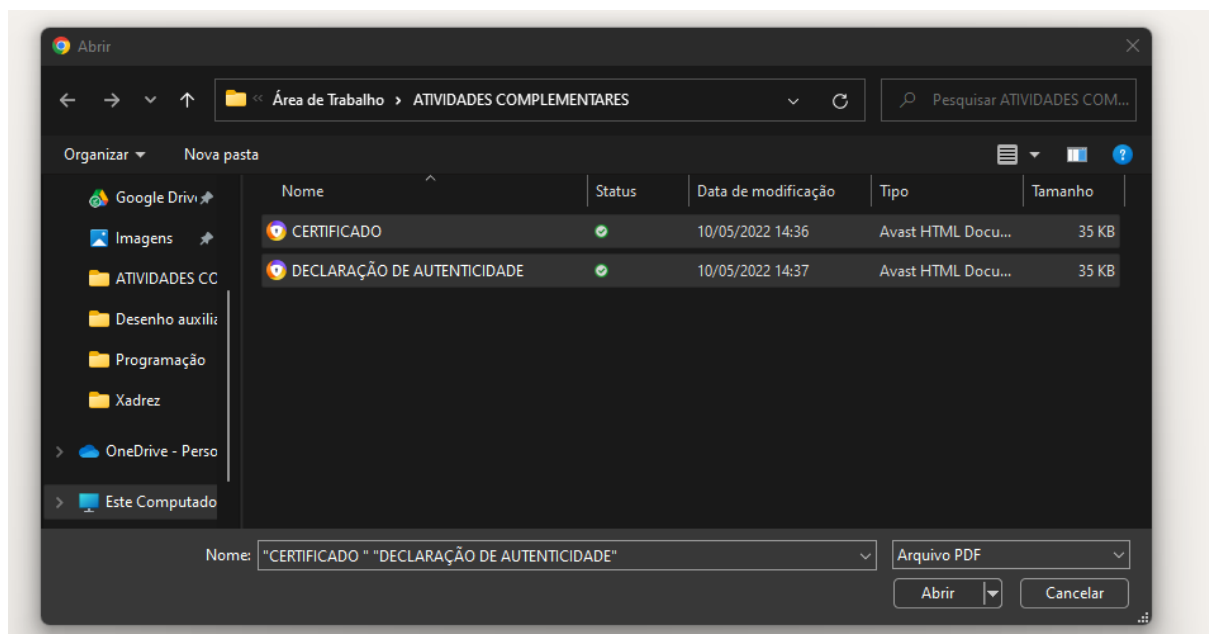 Abrir
Área de Trabalho › ATIVIDADES COMPLEMENTARES
Pesquisar ATIVIDADES COM...
Organizar
Nova pasta
Nome Status Data de modificação Tipo Tamanho
CERTIFICADO 10/05/2022 14:36 Avast HTML Docu... 35 KB
DECLARAÇÃO DE AUTENTICIDADE 10/05/2022 14:37 Avast HTML Docu... 35 KB
Google Driv
Imagens
ATIVIDADES CC
Desenho auxilia
Programação
Xadrez
OneDrive - Perso
Este Computado
Nome: "CERTIFICADO " "DECLARAÇÃO DE AUTENTICIDADE"
Arquivo PDF
Abrir
Cancelar